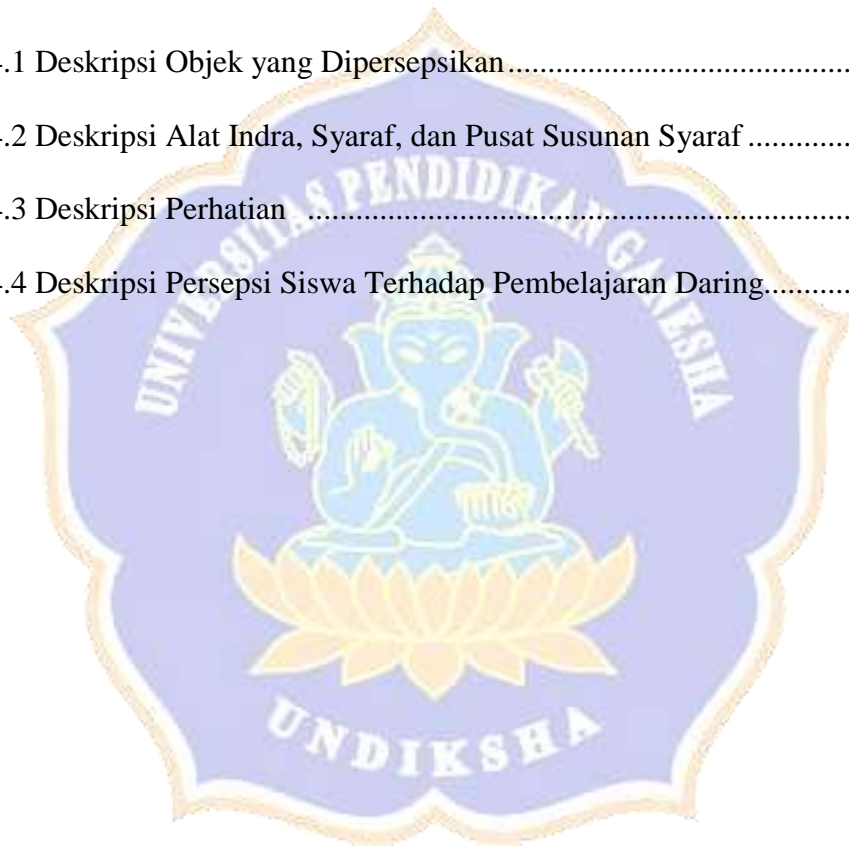 .1 Deskripsi Objek yang Dipersepsikan..........................................
.2 Deskripsi Alat Indra, Syaraf, dan Pusat Susunan Syaraf .............
.3 Deskripsi Perhatian ....................................................................
.4 Deskripsi Persepsi Siswa Terhadap Pembelajaran Daring...........
UNIVERSITAS PENDIDIKAN GANESHA
UNDIKSHA